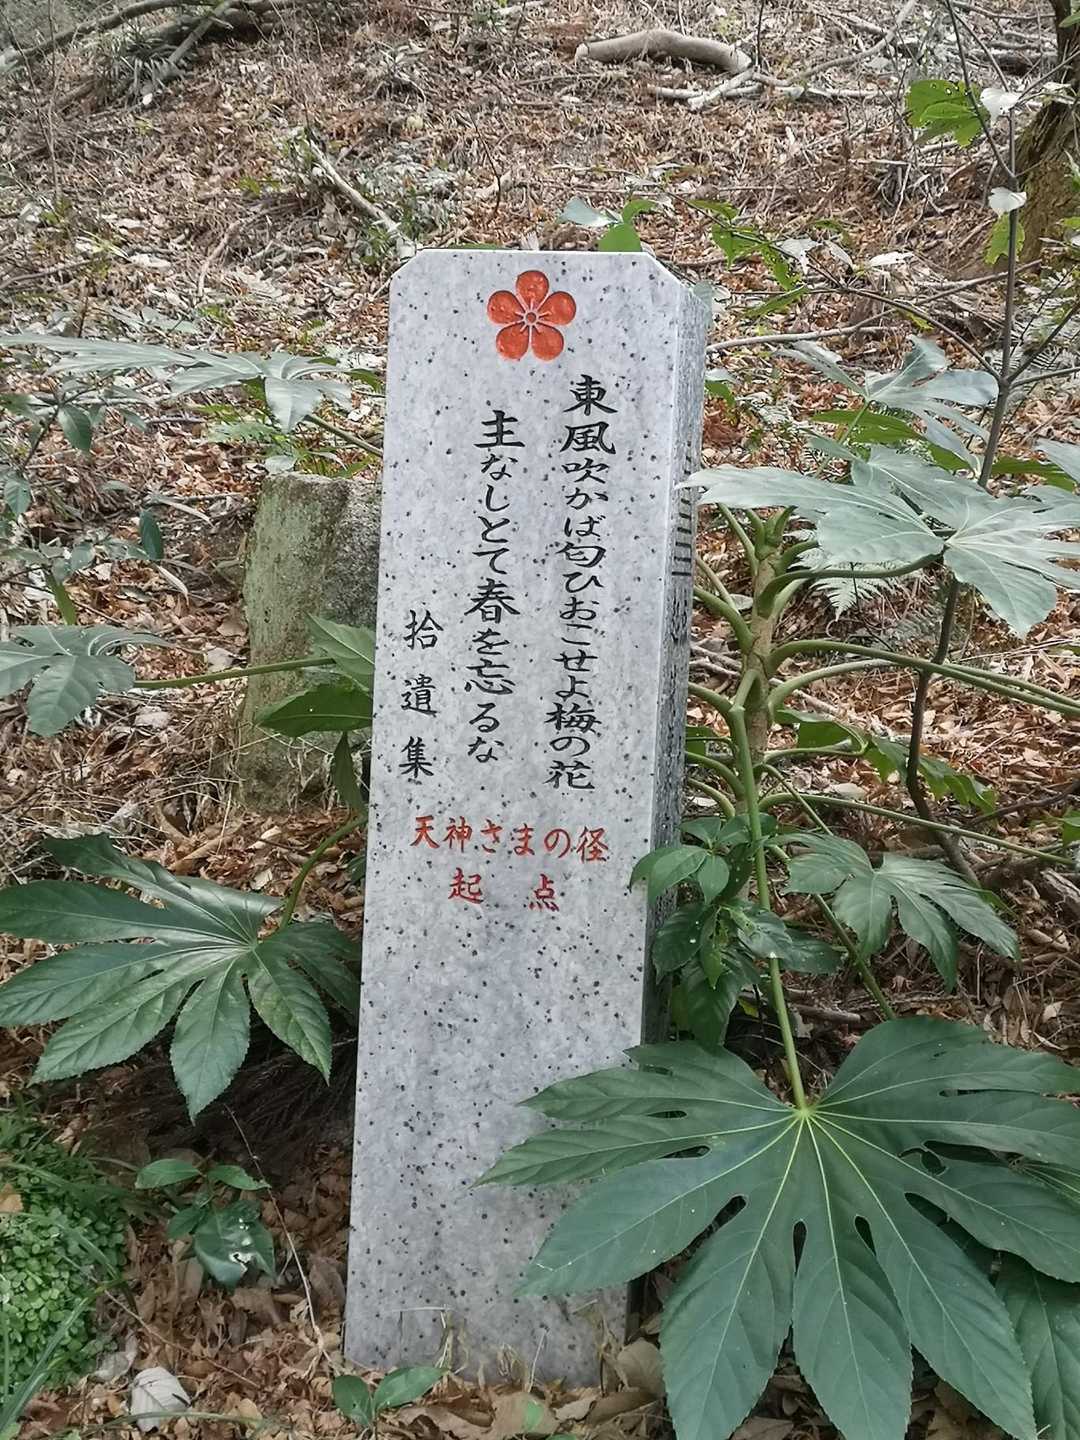 東風吹かば匂ひおこせよ梅の花
主なしとて春を忘るな
拾遺集
天神さまの径
起点